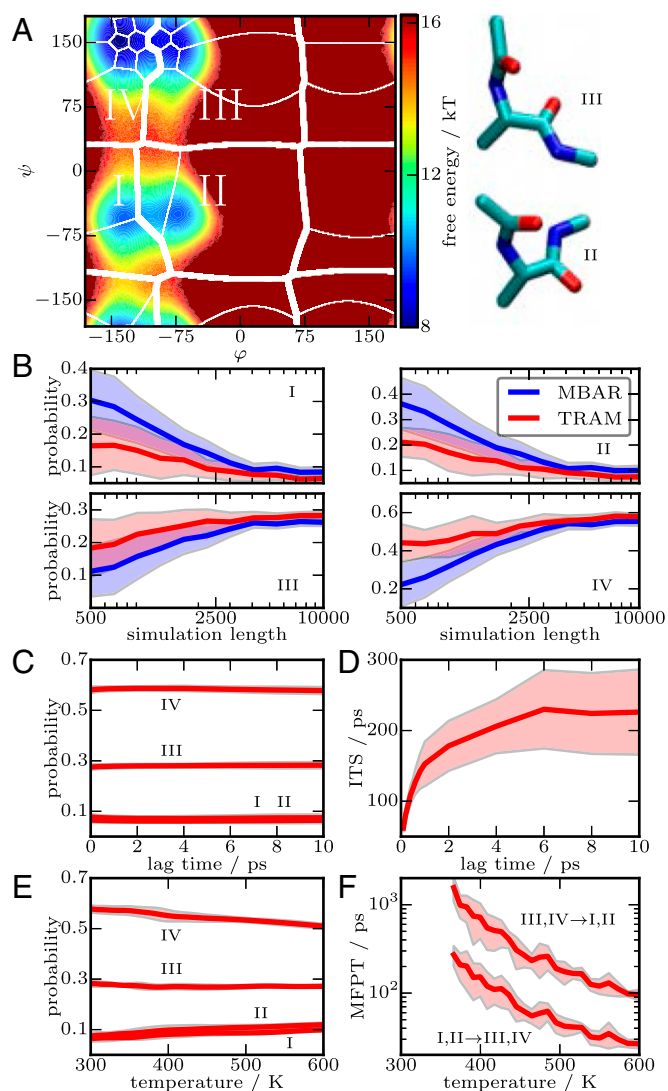 A
150
75
0
−75
−150
ψ
IV
III
I
II
−150
−75
0
75
φ
16
12
8
free energy / kT
III
II
B
0.4
0.3
0.2
0.1
probability
I
0.4
0.3
0.2
0.1
MBAR
TRAM
II
0.3
0.2
0.1
probability
III
500
2500
10000
simulation length
0.6
0.4
0.2
IV
500
2500
10000
simulation length
C
0.7
0.5
0.3
0.1
probability
IV
III
I II
0 2 4 6 8 10
lag time / ps
D
300
200
100
ITS / ps
0 2 4 6 8 10
lag time / ps
E
0.7
0.5
0.3
0.1
probability
IV
III
II
I
300 400 500 600
temperature / K
F
10³
10²
MFPT / ps
III,IV→I,II
I,II→III,IV
400 500 600
temperature / K